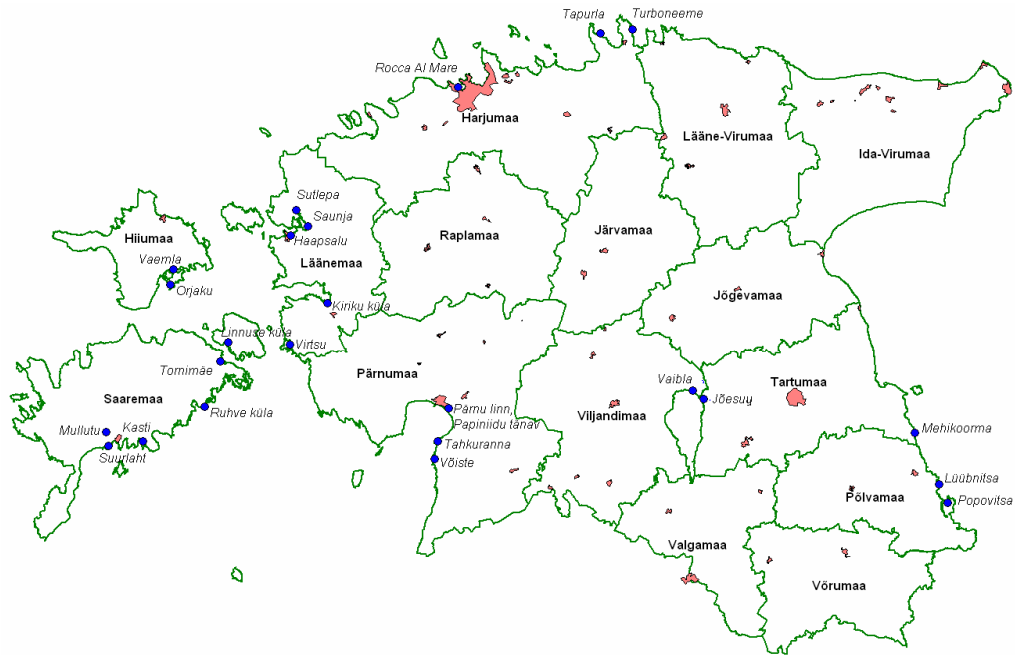 Tapurla
Turboneeme
Rocca Al Mare
Harjumaa
Lääne-Virumaa
Ida-Virumaa
Sutlepa
Saunja
Haapsalu
Läänemaa
Raplamaa
Järvamaa
Hiiumaa
Vaemla
Orjaku
Kiriku küla
Jõgevamaa
Linnuse küla
Virtsu
Tornimäe
Pärnumaa
Saaremaa
Ruhve küla
Vaibla
Jõesuu
Tartumaa
Viljandimaa
Pärnu linn,
Papiniidu tänav
Mullutu
Kasti
Suurlaht
Tahkuranna
Võiste
Mehikoorma
Lüübnitsa
Põlvamaa
Popovitsa
Valgamaa
Võrumaa